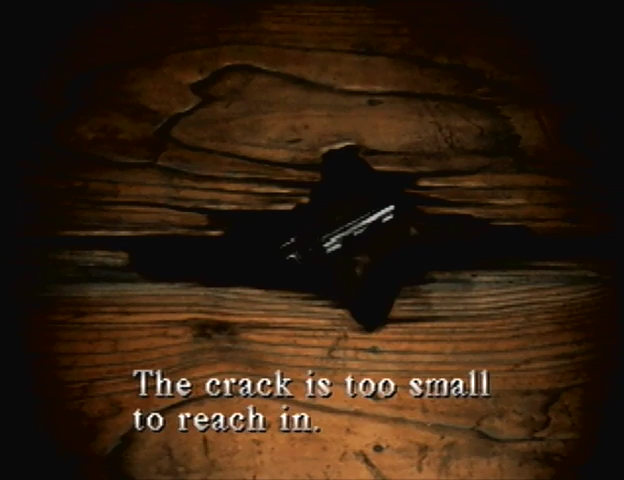 The crack is too small
to reach in.